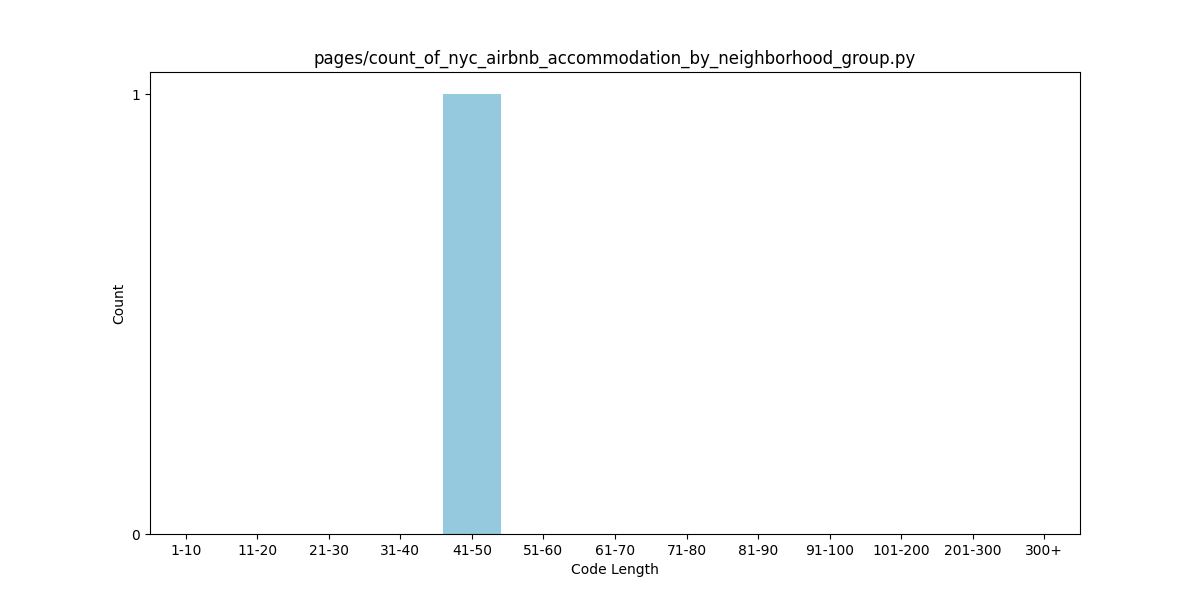 pages/count_of_nyc_airbnb_accommodation_by_neighborhood_group.py
1
Count
0
1-10 11-20 21-30 31-40 41-50 51-60 61-70 71-80 81-90 91-100 101-200 201-300 300+
Code Length